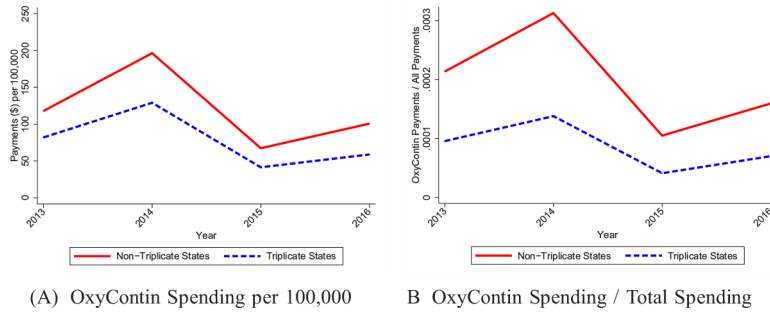 Payments ($) per 100,000
250
200
150
100
50
0
2013
2014
2015
2016
Year
Non−Triplicate States
Triplicate States
(A) OxyContin Spending per 100,000
OxyContin Payments / All Payments
.0003
.0002
.0001
0
2013
2014
2015
2016
Year
Non−Triplicate States
Triplicate States
B OxyContin Spending / Total Spending